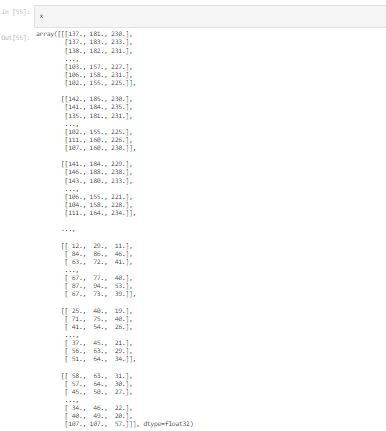 In [55]:
x
Out[55]:
array([[[137., 181., 230.],
[137., 183., 233.],
[138., 182., 231.],
...,
[103., 157., 227.],
[106., 158., 231.],
[102., 155., 225.]],
[[142., 185., 230.],
[141., 184., 235.],
[135., 181., 231.],
...,
[102., 155., 225.],
[111., 160., 226.],
[107., 160., 230.]],
[[141., 184., 229.],
[146., 188., 238.],
[143., 180., 233.],
...,
[106., 155., 221.],
[104., 158., 228.],
[111., 164., 234.]],
...,
[[ 12., 29., 11.],
[ 84., 86., 46.],
[ 63., 72., 41.],
...,
[ 67., 77., 40.],
[ 87., 94., 53.],
[ 67., 73., 39.]],
[[ 25., 40., 19.],
[ 71., 75., 40.],
[ 41., 54., 26.],
...,
[ 37., 45., 21.],
[ 56., 63., 29.],
[ 51., 64., 34.]],
[[ 58., 63., 31.],
[ 57., 64., 30.],
[ 45., 50., 27.],
...,
[ 34., 46., 22.],
[ 40., 49., 20.],
[107., 107., 57.]]], dtype=float32)